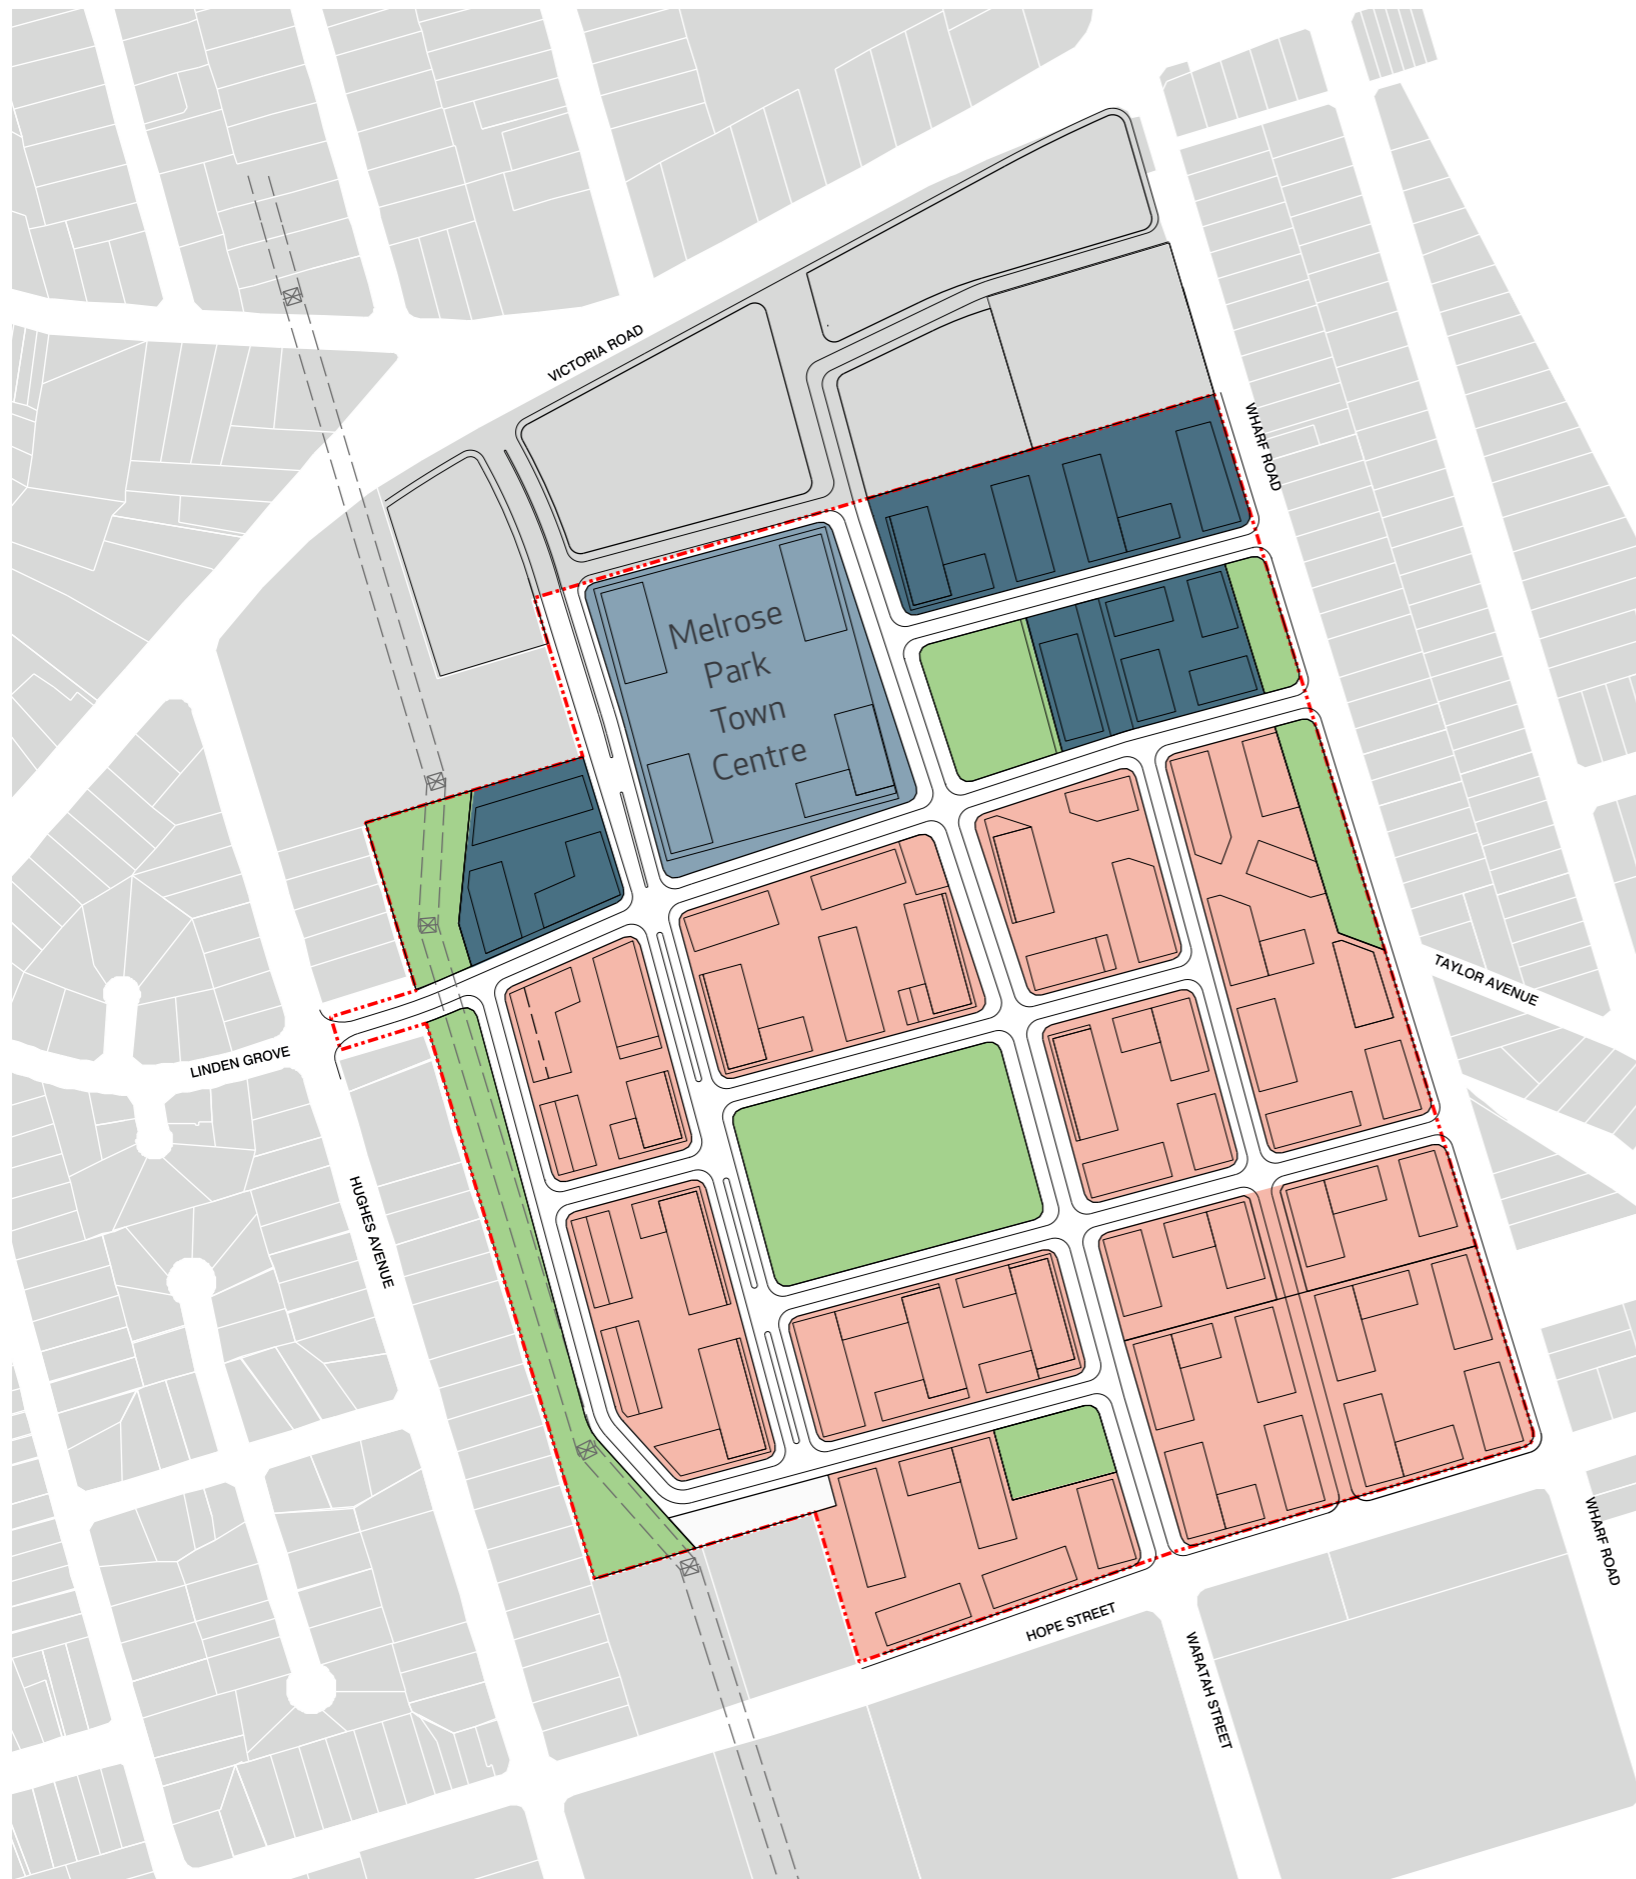 VICTORIA ROAD
WHARF ROAD
Melrose
Park
Town
Centre
TAYLOR AVENUE
LINDEN GROVE
HUGHES AVENUE
WHARF ROAD
HOPE STREET
WARATAH STREET